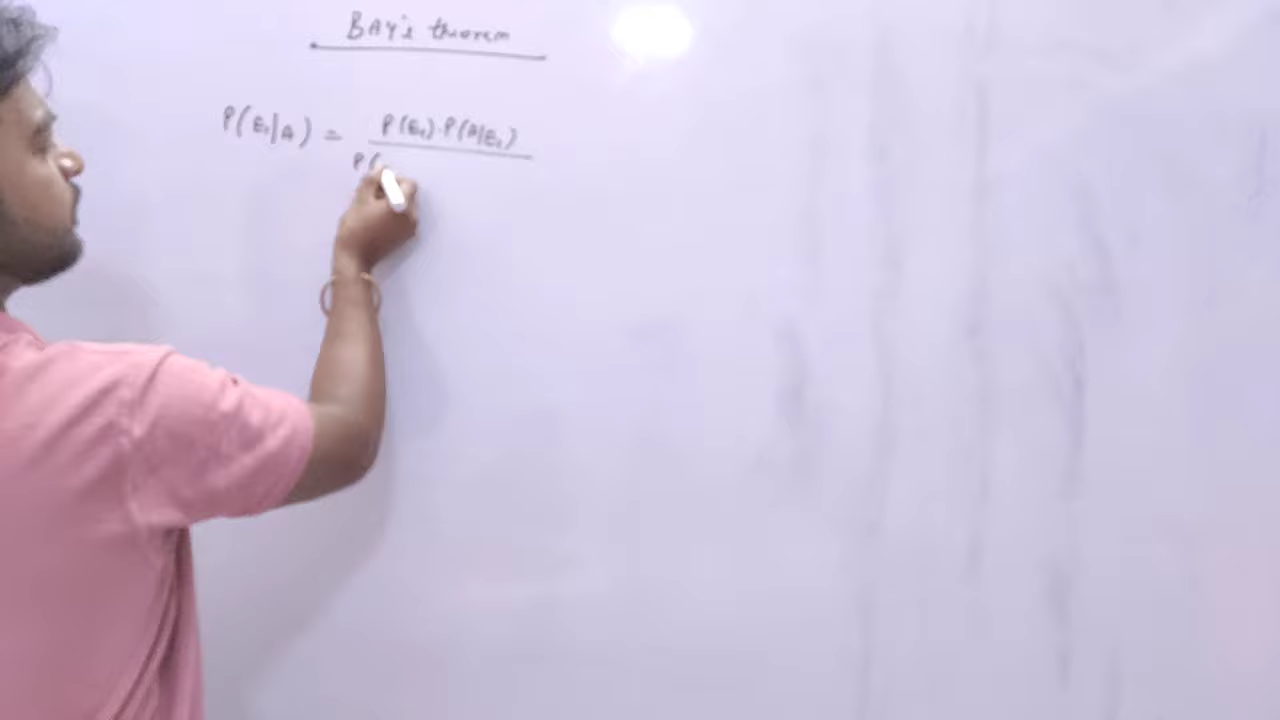 BAY's theorem
P(E₁|A) = P(E₁).P(A|E₁)
P(